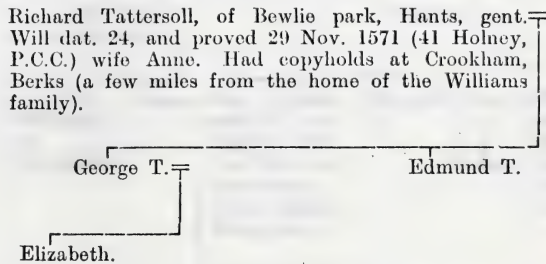 Richard Tattersoll, of Bewlie park, Hants, gent.
Will dat. 24, and proved 29 Nov. 1571 (41 Holney,
P.C.C.) wife Anne. Had copyholds at Crookham,
Berks (a few miles from the home of the Williams
family).
George T. Edmund T.
Elizabeth.